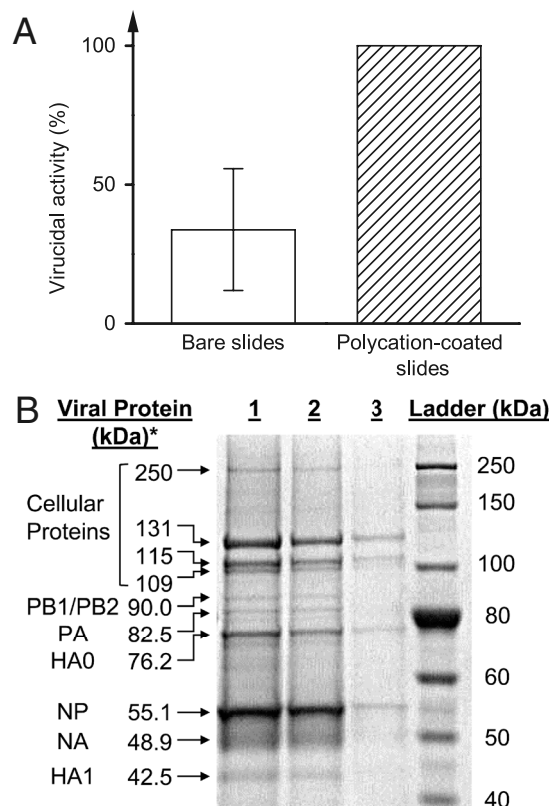 A
Virucidal activity (%)
100
50
0
Bare slides
Polycation-coated
slides
B
Viral Protein
(kDa)*
1
2
3
Ladder (kDa)
Cellular
Proteins
250
131
115
109
PB1/PB2 90.0
PA 82.5
HA0 76.2
NP 55.1
NA 48.9
HA1 42.5
250
150
100
80
60
50
40